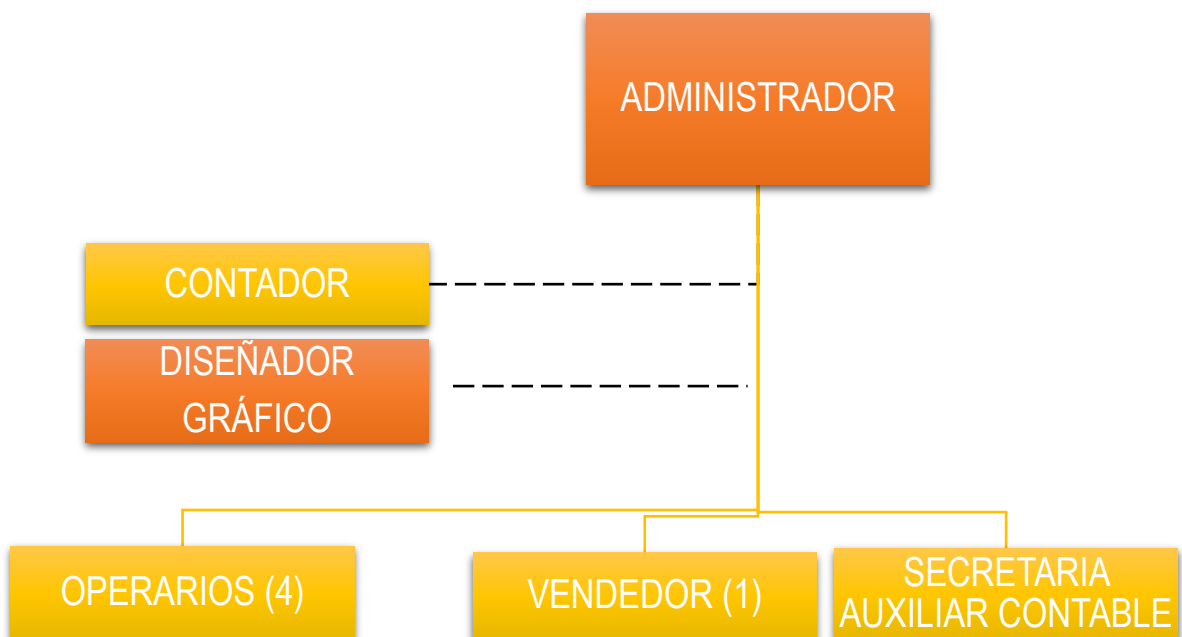 ADMINISTRADOR
CONTADOR
DISEÑADOR
GRÁFICO
OPERARIOS (4)
VENDEDOR (1)
SECRETARIA
AUXILIAR CONTABLE